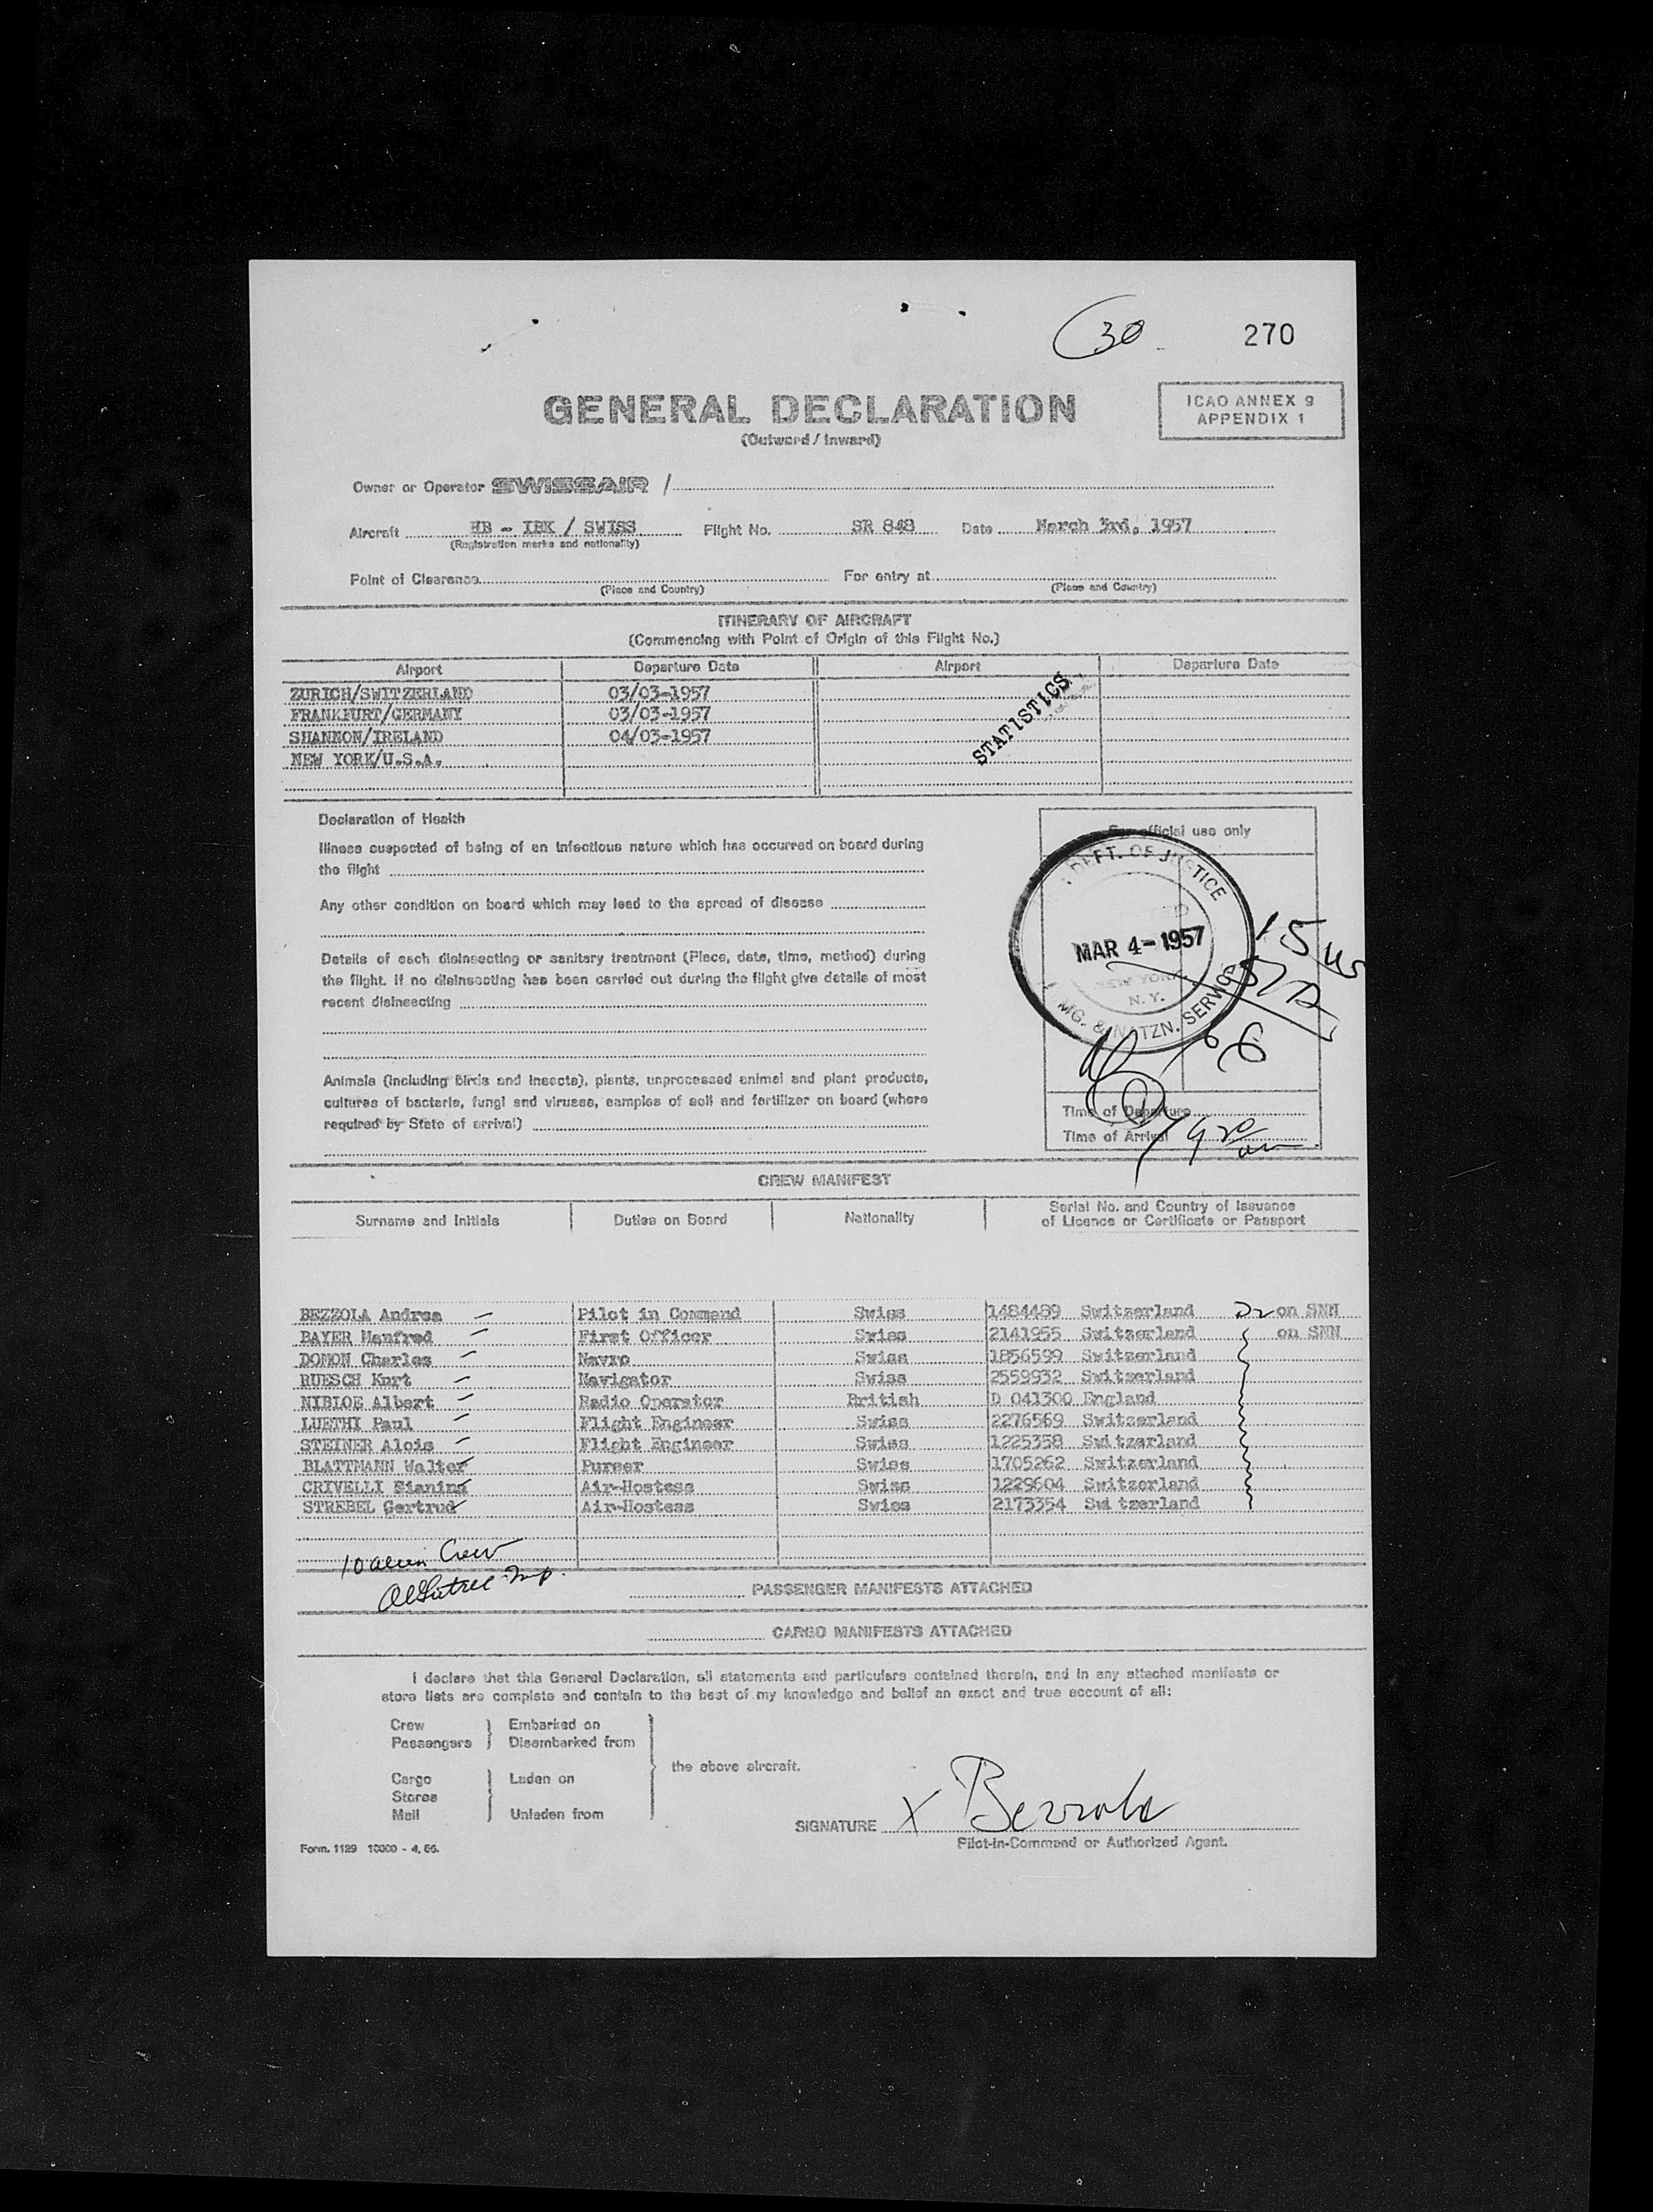 30
270
GENERAL DECLARATION
(Outward / Inward)
ICAO ANNEX 9
APPENDIX 1
Owner or Operator SWISSAIR /
Aircraft HB - IBK / SWISS Flight No. SR 848 Date March 3rd, 1957
(Registration marks and nationality)
Point of Clearance For entry at
(Place and Country) (Place and Country)
ITINERARY OF AIRCRAFT
(Commencing with Point of Origin of this Flight No.)
Airport Departure Date Airport Departure Date
ZURICH/SWITZERLAND 03/03-1957
FRANKFURT/GERMANY 03/03-1957
SHANNON/IRELAND 04/03-1957
NEW YORK/U.S.A.
STATISTICS
Declaration of Health
Illness suspected of being of an infectious nature which has occurred on board during
the flight
Any other condition on board which may lead to the spread of disease
Details of each disinsecting or sanitary treatment (Place, date, time, method) during
the flight. If no disinsecting has been carried out during the flight give details of most
recent disinsecting
Animals (including birds and insects), plants, unprocessed animal and plant products,
cultures of bacteria, fungi and viruses, samples of soil and fertilizer on board (where
required by State of arrival)
For official use only
DEPT. OF JUSTICE
MAR 4-1957
NEW YORK
N. Y.
IMG. & NATZN. SERVICE
15 us
Time of Departure
Time of Arrival 9 20 am
CREW MANIFEST
Surname and Initials Duties on Board Nationality Serial No. and Country of Issuance
of Licence or Certificate or Passport
BEZZOLA Andrea Pilot in Command Swiss 1484489 Switzerland on SNN
BAYER Manfred First Officer Swiss 2141955 Switzerland on SNN
DOMON Charles Navro Swiss 1856599 Switzerland
RUESCH Kurt Navigator Swiss 2559932 Switzerland
NIBLOE Albert Radio Operator British D 041300 England
LUETHI Paul Flight Engineer Swiss 2276569 Switzerland
STEINER Alois Flight Engineer Swiss 1225358 Switzerland
BLATTMANN Walter Purser Swiss 1705262 Switzerland
CRIVELLI Air-Hostess Swiss 1229604 Switzerland
STREBEL Gertrud Air-Hostess Swiss 2173354 Switzerland
10 alien Crew
PASSENGER MANIFESTS ATTACHED
CARGO MANIFESTS ATTACHED
I declare that this General Declaration, all statements and particulars contained therein, and in any attached manifests or
store lists are complete and contain to the best of my knowledge and belief an exact and true account of all:
Crew Embarked on
Passengers Disembarked from
the above aircraft.
Cargo Laden on
Stores
Mail Unladen from
SIGNATURE X Bezzola
Pilot-in-Command or Authorized Agent.
Form. 1129 10000 - 4. 56.